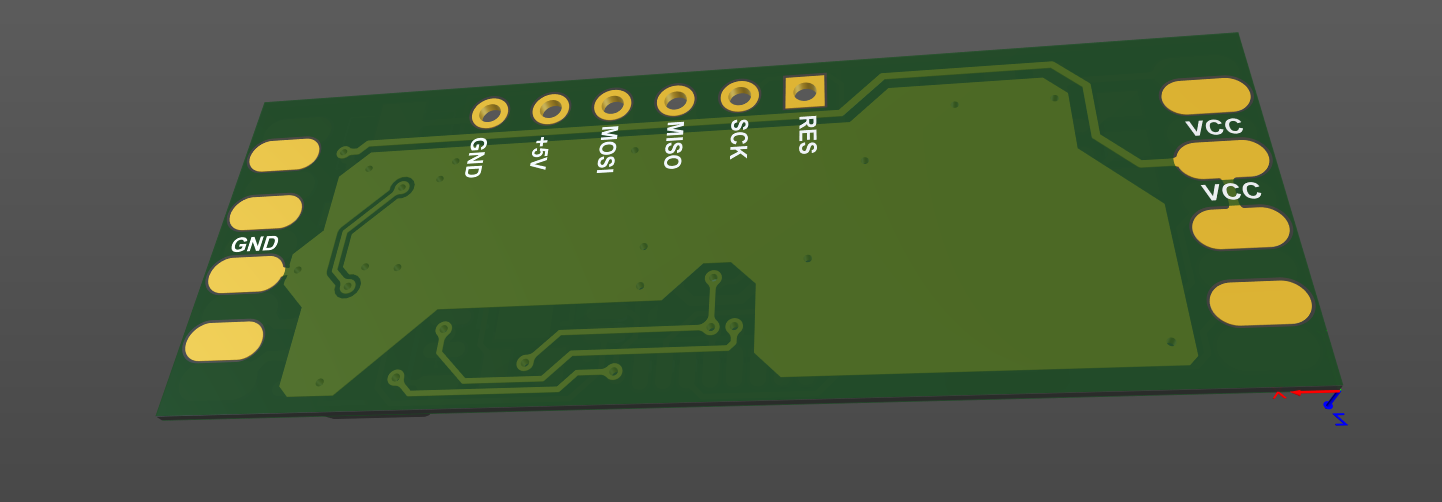 GND
+5V
MOSI
MISO
SCK
RES
VCC
VCC
GND
X
Z